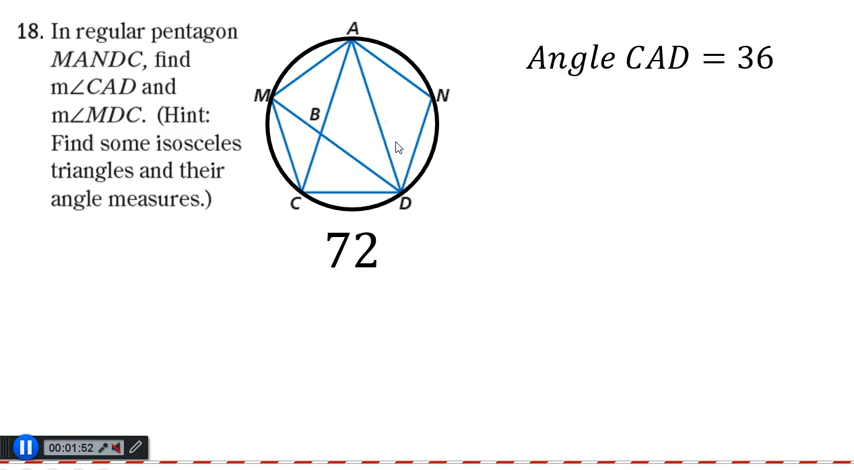 18. In regular pentagon
MANDC, find
m∠CAD and
m∠MDC. (Hint:
Find some isosceles
triangles and their
angle measures.)
A
M
N
B
C
D
72
Angle CAD = 36
00:01:52